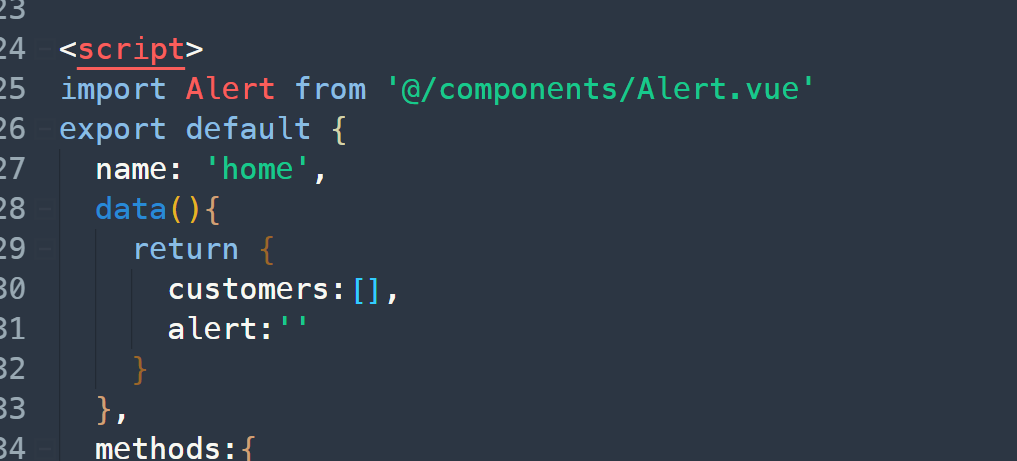 23
24 <script>
25 import Alert from '@/components/Alert.vue'
26 export default {
27 name: 'home',
28 data(){
29 return {
30 customers:[],
31 alert:''
32 }
33 },
34 methods:{